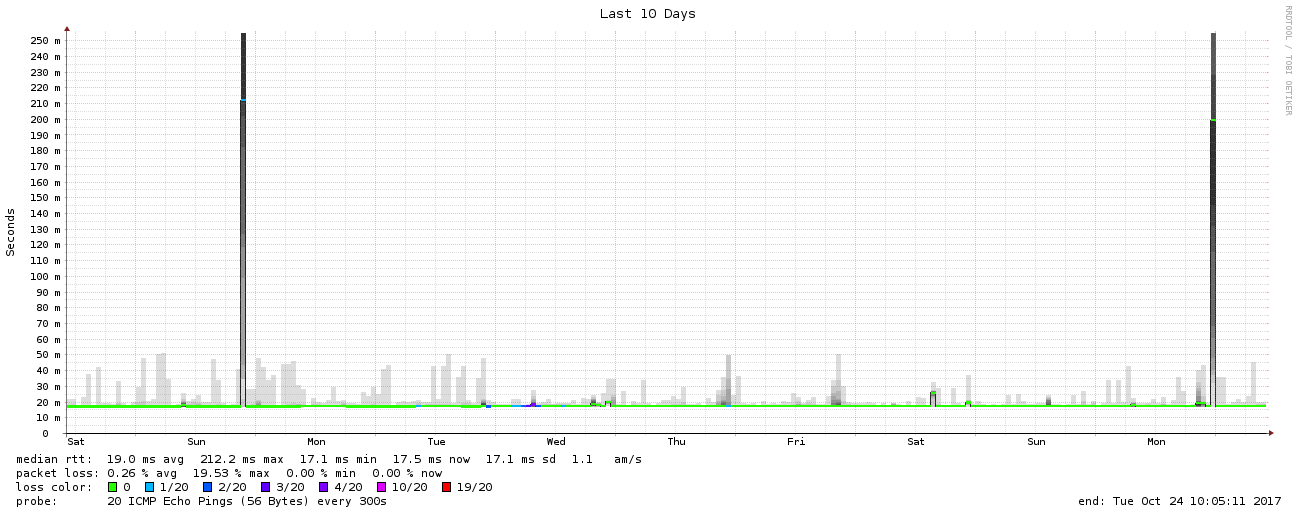 Last 10 Days
RRDTOOL / TOBI OETIKER
Seconds
250 m
240 m
230 m
220 m
210 m
200 m
190 m
180 m
170 m
160 m
150 m
140 m
130 m
120 m
110 m
100 m
90 m
80 m
70 m
60 m
50 m
40 m
30 m
20 m
10 m
0
Sat Sun Mon Tue Wed Thu Fri Sat Sun Mon
median rtt: 19.0 ms avg 212.2 ms max 17.1 ms min 17.5 ms now 17.1 ms sd 1.1 am/s
packet loss: 0.26 % avg 19.53 % max 0.00 % min 0.00 % now
loss color: 0 1/20 2/20 3/20 4/20 10/20 19/20
probe: 20 ICMP Echo Pings (56 Bytes) every 300s end: Tue Oct 24 10:05:11 2017